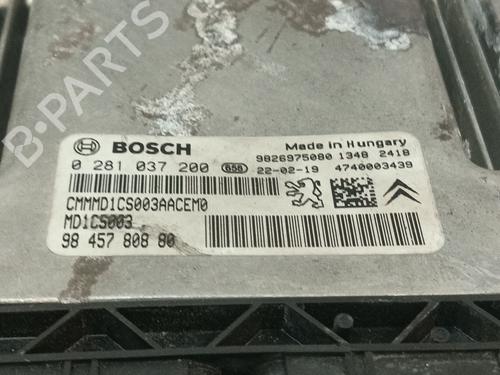 B-PARTS
BOSCH
Made in Hungary
0 281 037 200 658
9826975080 1348 2418
22-02-19 4740003439
CMMMD1CS003AACEM0
MD1CS003
98 457 808 80